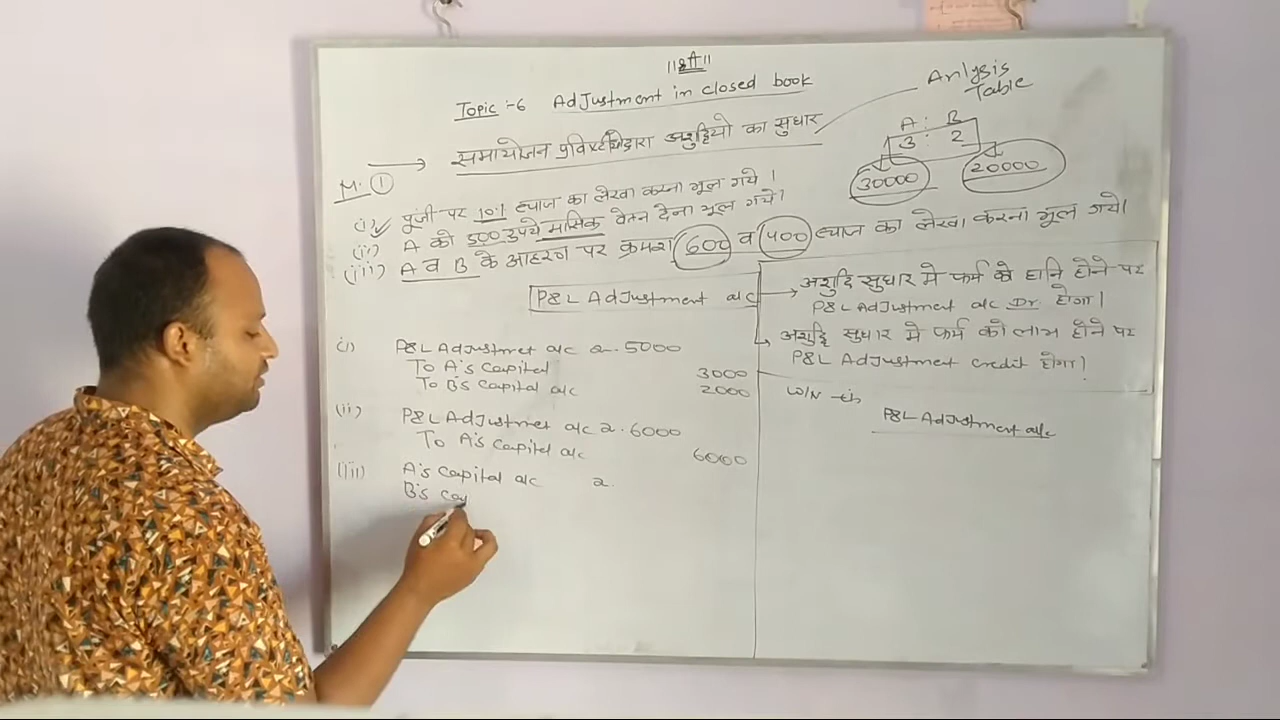 Topic :- 6 Adjustment in closed book
Anlysis
Table
समायोजन प्रविष्टी द्वारा अशुद्दियो का सुधार
A : B
3 : 2
30000 20000
M. ①
(i) पूंजी पर 10% ब्याज का लेखा करना भूल गये ।
(ii) A को 500 रुपये मासिक वेतन देना भूल गये।
(iii) A व B के आहरण पर क्रमश 600 व 400 ब्याज का लेखा करना भूल गये।
P&L Adjustment a/c
अशुद्दि सुधार मे फर्म को हानि होने पर
P&L Adjustment a/c Dr. होगा।
अशुद्दि सुधार मे फर्म को लाभ होने पर
P&L Adjustment credit होगा।
(i) P&L Adjustmet a/c 5000
To A's Capital 3000
To B's Capital a/c 2000
(ii) P&L Adjustmet a/c 6000
To A's Capital a/c 6000
(iii) A's Capital a/c
B's Cap
W/N
P&L Adjustment a/c